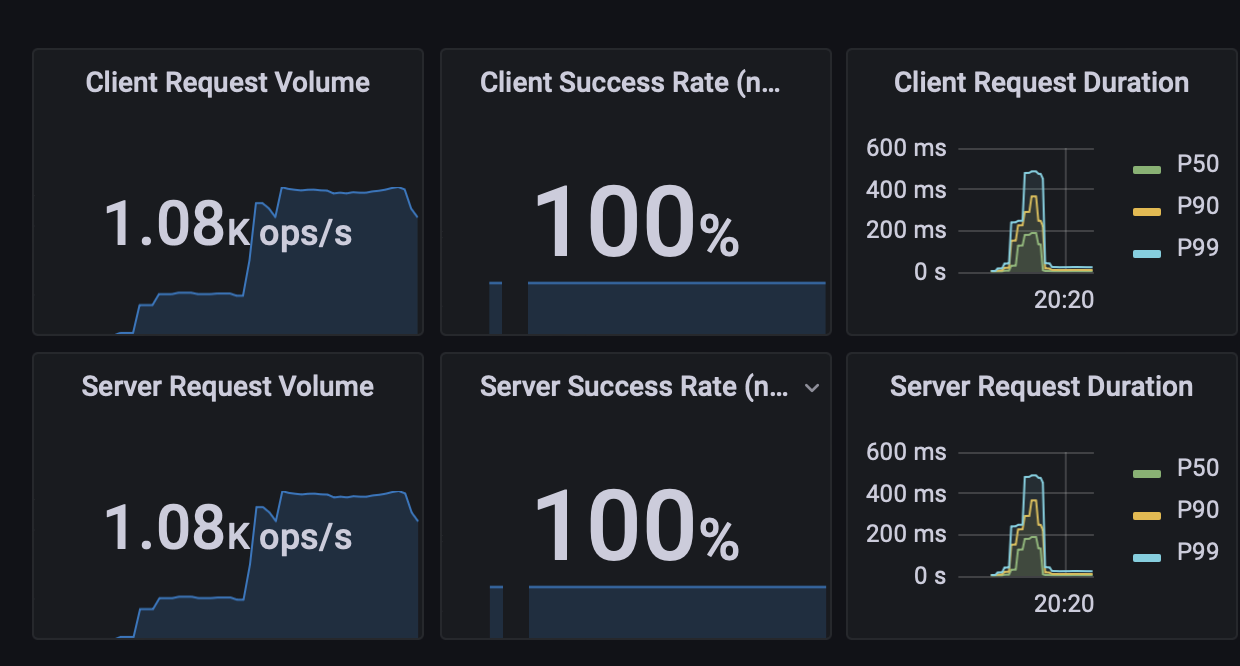 Client Request Volume
1.08K ops/s
Client Success Rate (n...
100%
Client Request Duration
600 ms
400 ms
200 ms
0 s
20:20
P50
P90
P99
Server Request Volume
1.08K ops/s
Server Success Rate (n...
100%
Server Request Duration
600 ms
400 ms
200 ms
0 s
20:20
P50
P90
P99